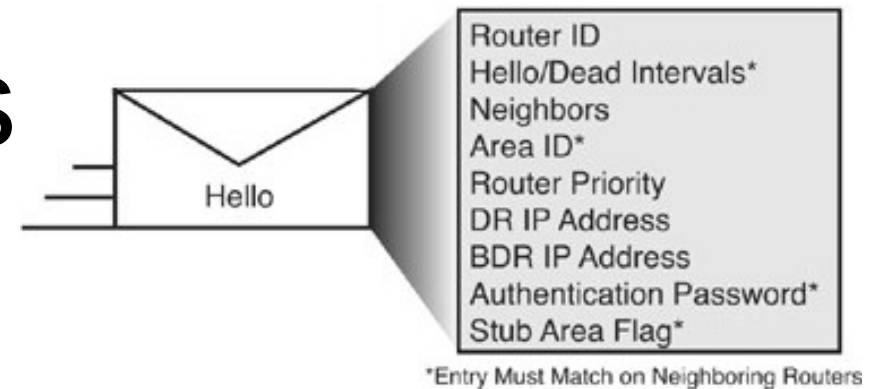 s
Hello
Router ID
Hello/Dead Intervals*
Neighbors
Area ID*
Router Priority
DR IP Address
BDR IP Address
Authentication Password*
Stub Area Flag*
*Entry Must Match on Neighboring Routers